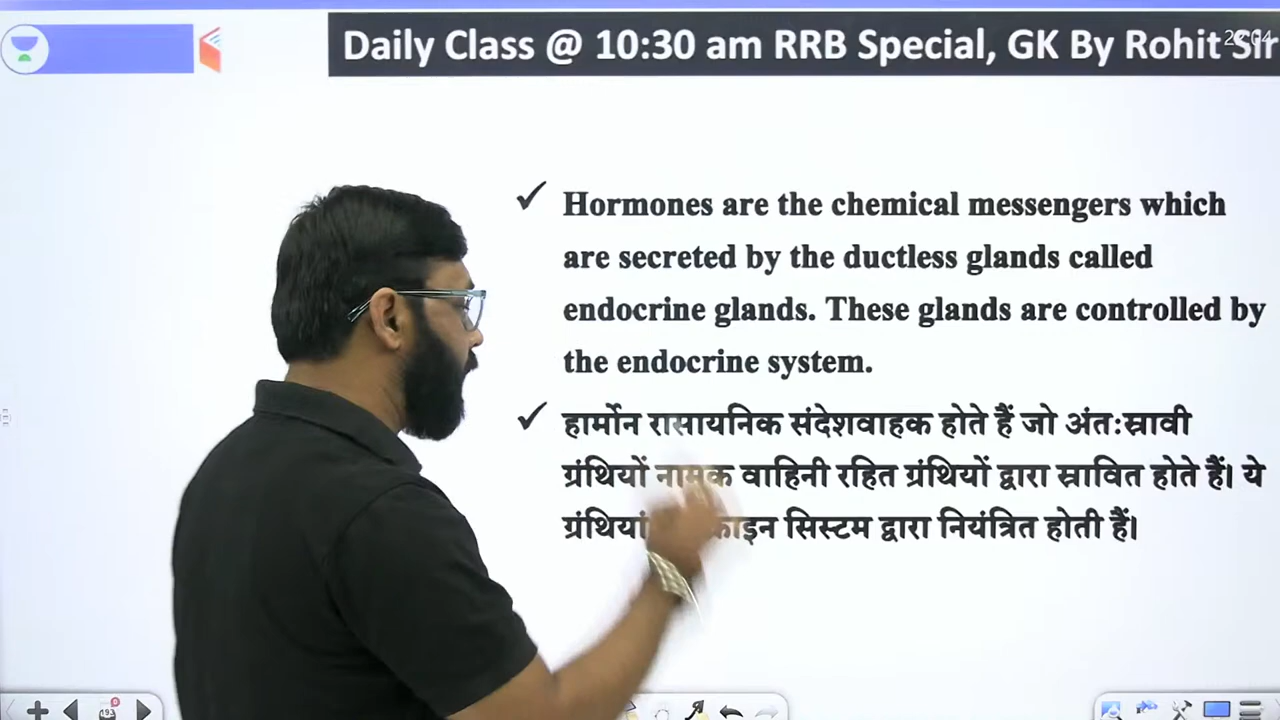 Daily Class @ 10:30 am RRB Special, GK By Rohit Sir
✓ Hormones are the chemical messengers which
are secreted by the ductless glands called
endocrine glands. These glands are controlled by
the endocrine system.
✓ हार्मोन रासायनिक संदेशवाहक होते हैं जो अंतःस्रावी
ग्रंथियों नामक वाहिनी रहित ग्रंथियों द्वारा स्रावित होते हैं। ये
ग्रंथियां सिस्टम द्वारा नियंत्रित होती हैं।
193